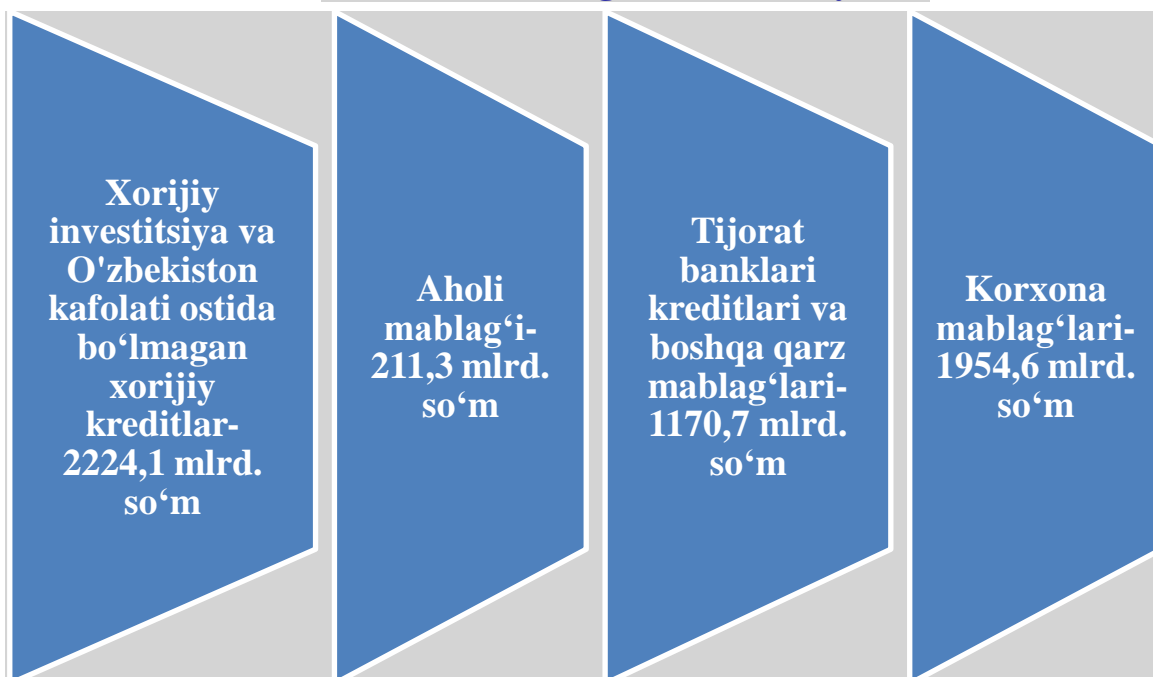 Xorijiy
investitsiya va
O'zbekiston
kafolati ostida
bo‘lmagan
xorijiy
kreditlar-
2224,1 mlrd.
so‘m
Aholi
mablag‘i-
211,3 mlrd.
so‘m
Tijorat
banklari
kreditlari va
boshqa qarz
mablag‘lari-
1170,7 mlrd.
so‘m
Korxona
mablag‘lari-
1954,6 mlrd.
so‘m